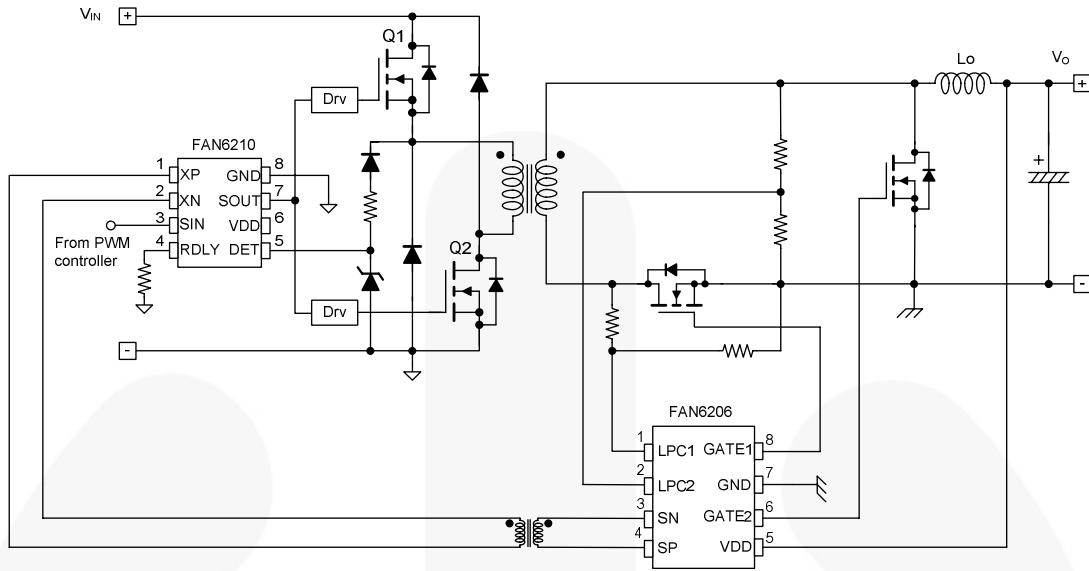 VIN +
Q1
Drv
FAN6210
1 XP GND 8
2 XN SOUT 7
3 SIN VDD 6
4 RDLY DET 5
From PWM
controller
Q2
Drv
-
Lo
VO
+
+
-
FAN6206
1 LPC1 GATE1 8
2 LPC2 GND 7
3 SN GATE2 6
4 SP VDD 5